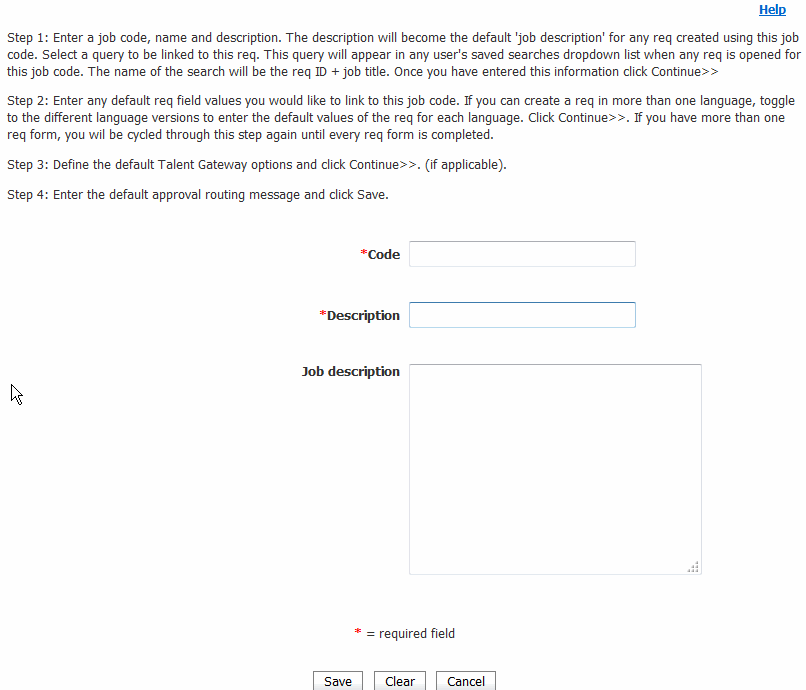 Help
Step 1: Enter a job code, name and description. The description will become the default 'job description' for any req created using this job
code. Select a query to be linked to this req. This query will appear in any user's saved searches dropdown list when any req is opened for
this job code. The name of the search will be the req ID + job title. Once you have entered this information click Continue>>
Step 2: Enter any default req field values you would like to link to this job code. If you can create a req in more than one language, toggle
to the different language versions to enter the default values of the req for each language. Click Continue>>. If you have more than one
req form, you wil be cycled through this step again until every req form is completed.
Step 3: Define the default Talent Gateway options and click Continue>>. (if applicable).
Step 4: Enter the default approval routing message and click Save.
*Code
*Description
Job description
* = required field
Save Clear Cancel